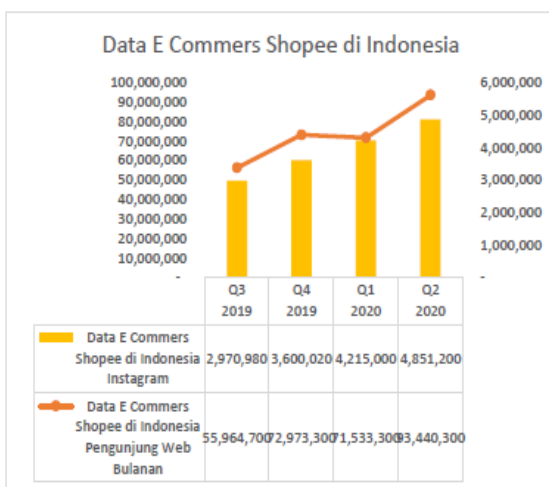 Data E Commers Shopee di Indonesia
100,000,000
90,000,000
80,000,000
70,000,000
60,000,000
50,000,000
40,000,000
30,000,000
20,000,000
10,000,000
-
6,000,000
5,000,000
4,000,000
3,000,000
2,000,000
1,000,000
-
Q3 Q4 Q1 Q2
2019 2019 2020 2020
Data E Commers
Shopee di Indonesia 2,970,980 3,600,020 4,215,000 4,851,200
Instagram
Data E Commers
Shopee di Indonesia
Pengunjung Web 55,964,700 72,973,300 71,533,300 93,440,300
Bulanan